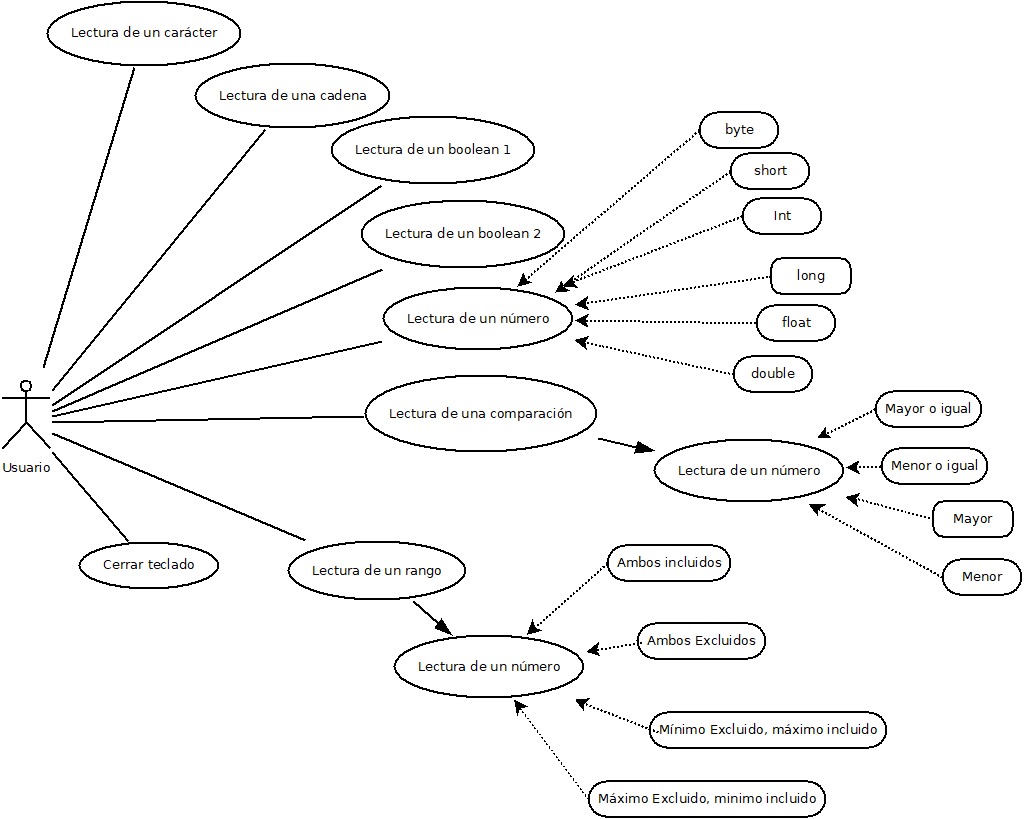 Lectura de un carácter
Lectura de una cadena
Lectura de un boolean 1
byte
short
Int
Lectura de un boolean 2
long
Lectura de un número
float
double
Lectura de una comparación
Mayor o igual
Usuario
Lectura de un número
Menor o igual
Mayor
Menor
Cerrar teclado
Lectura de un rango
Ambos incluidos
Ambos Excluidos
Lectura de un número
Mínimo Excluido, máximo incluido
Máximo Excluido, minimo incluido